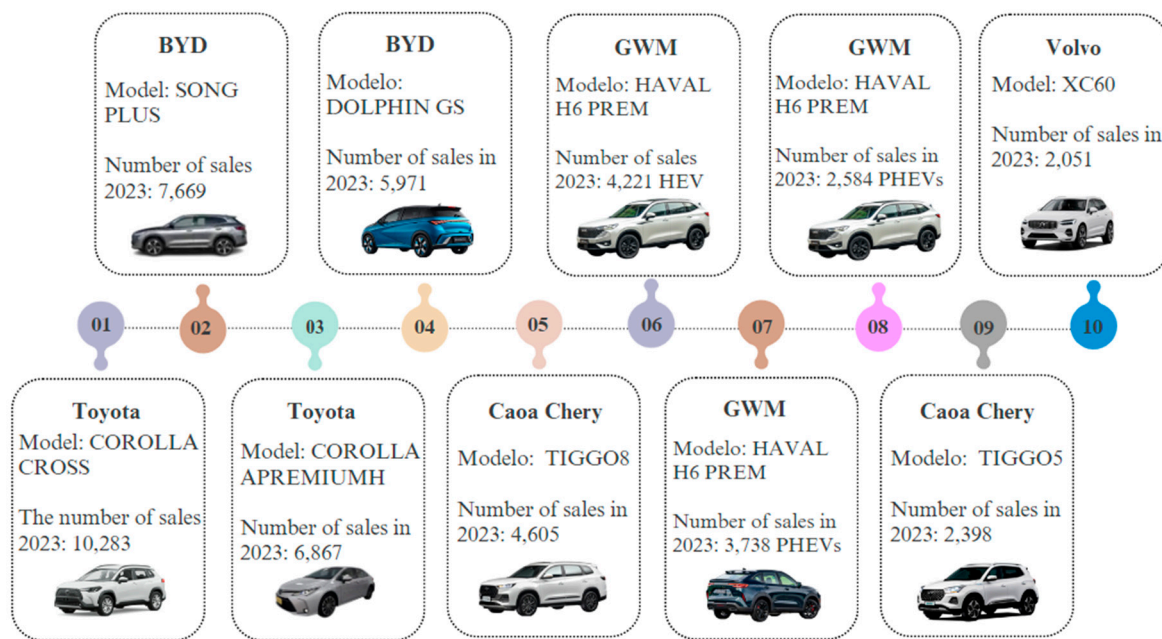 BYD
Model: SONG
PLUS
Number of sales
2023: 7,669
BYD
Modelo:
DOLPHIN GS
Number of sales in
2023: 5,971
GWM
Modelo: HAVAL
H6 PREM
Number of sales
2023: 4,221 HEV
GWM
Modelo: HAVAL
H6 PREM
Number of sales in
2023: 2,584 PHEVs
Volvo
Model: XC60
Number of sales in
2023: 2,051
01
02
03
04
05
06
07
08
09
10
Toyota
Model: COROLLA
CROSS
The number of sales
2023: 10,283
Toyota
Model: COROLLA
APREMIUMH
Number of sales in
2023: 6,867
Caoa Chery
Modelo: TIGGO8
Number of sales in
2023: 4,605
GWM
Modelo: HAVAL
H6 PREM
Number of sales in
2023: 3,738 PHEVs
Caoa Chery
Modelo: TIGGO5
Number of sales in
2023: 2,398